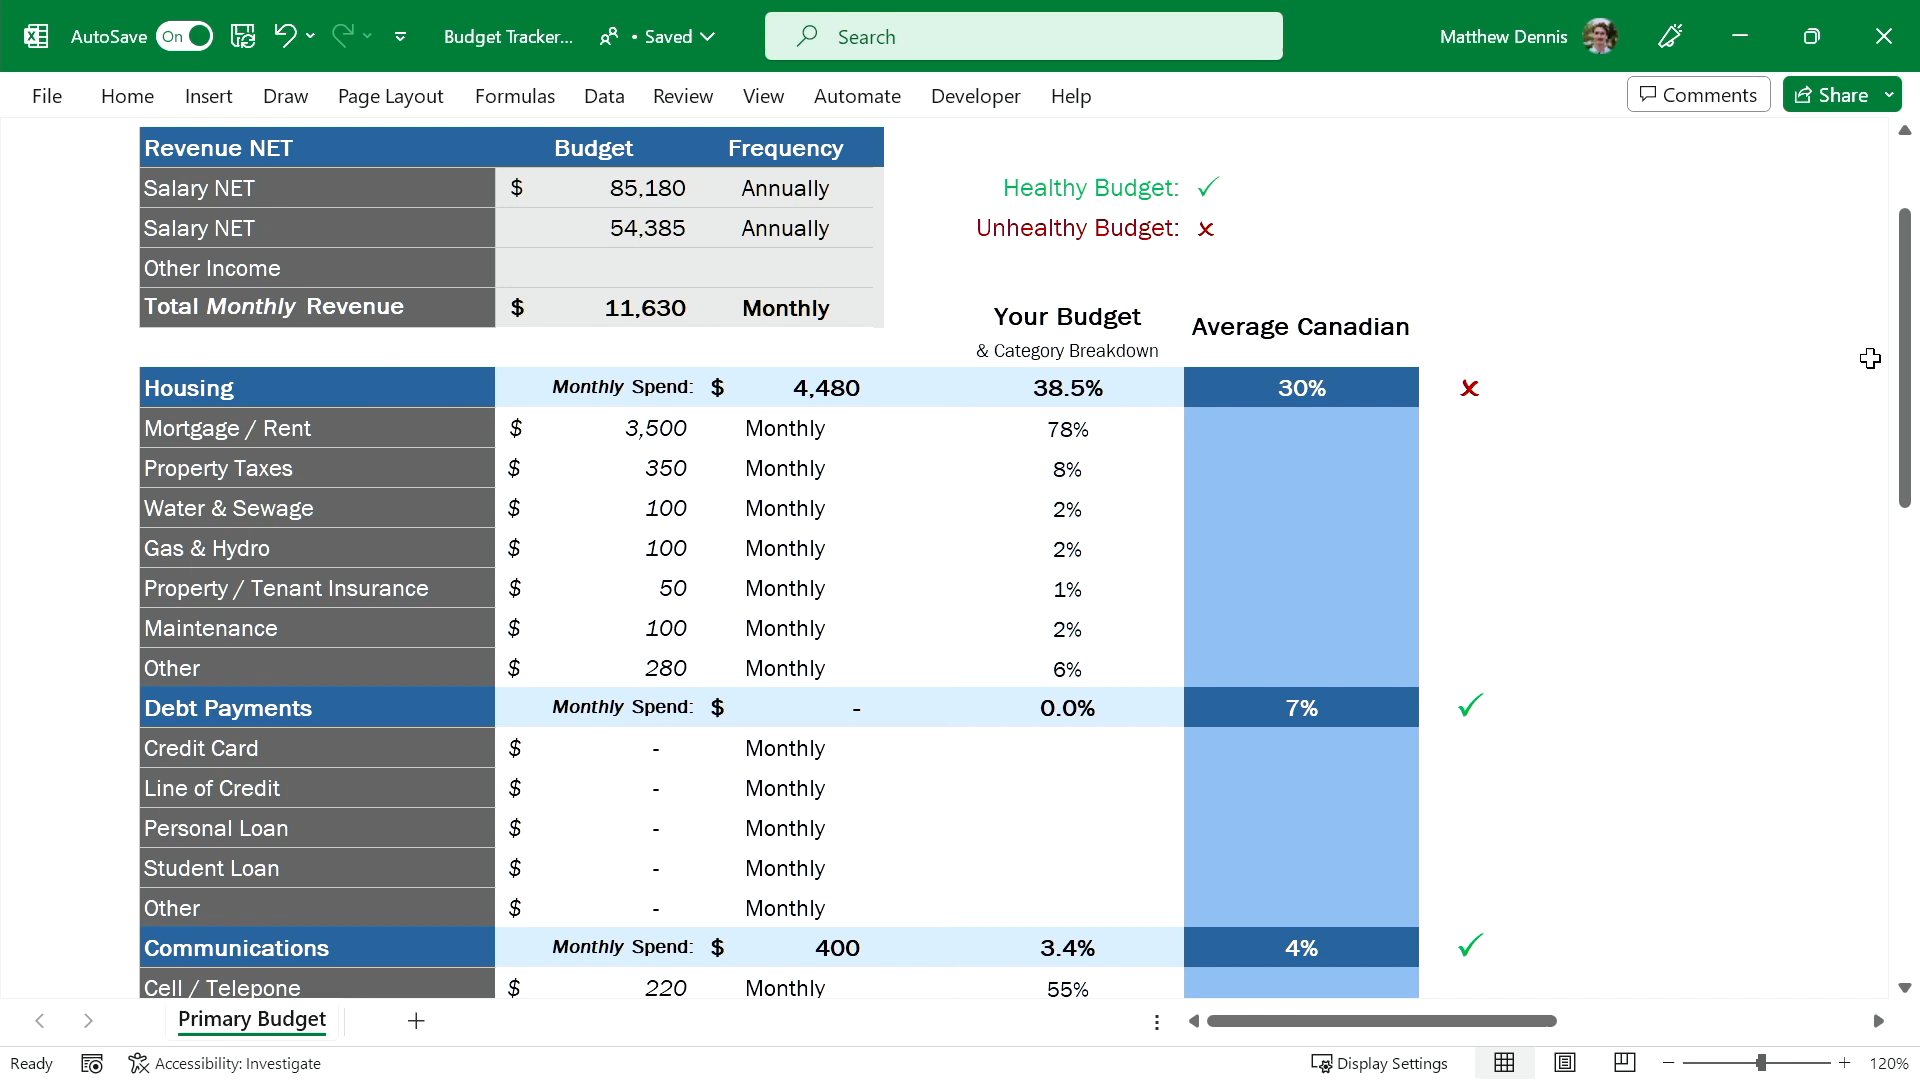 AutoSave On Budget Tracker... • Saved Search Matthew Dennis
File Home Insert Draw Page Layout Formulas Data Review View Automate Developer Help Comments Share
Revenue NET Budget Frequency
Salary NET $ 85,180 Annually Healthy Budget: ✓
Salary NET 54,385 Annually Unhealthy Budget: ✗
Other Income
Total Monthly Revenue $ 11,630 Monthly
Your Budget Average Canadian
& Category Breakdown
Housing Monthly Spend: $ 4,480 38.5% 30% ✗
Mortgage / Rent $ 3,500 Monthly 78%
Property Taxes $ 350 Monthly 8%
Water & Sewage $ 100 Monthly 2%
Gas & Hydro $ 100 Monthly 2%
Property / Tenant Insurance $ 50 Monthly 1%
Maintenance $ 100 Monthly 2%
Other $ 280 Monthly 6%
Debt Payments Monthly Spend: $ - 0.0% 7% ✓
Credit Card $ - Monthly
Line of Credit $ - Monthly
Personal Loan $ - Monthly
Student Loan $ - Monthly
Other $ - Monthly
Communications Monthly Spend: $ 400 3.4% 4% ✓
Cell / Telepone $ 220 Monthly 55%
Primary Budget
Ready Accessibility: Investigate Display Settings 120%